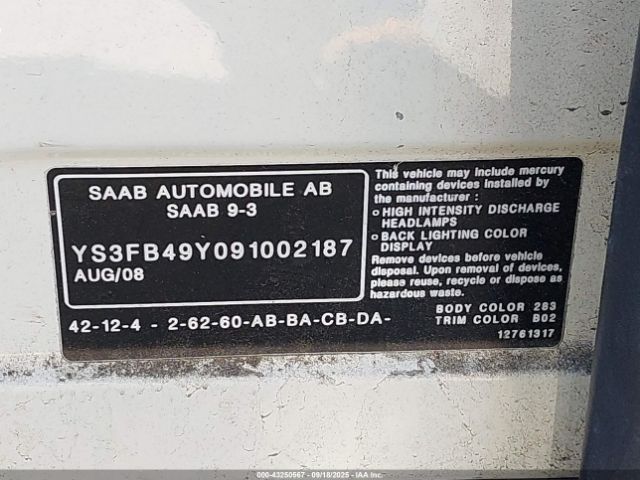 SAAB AUTOMOBILE AB
SAAB 9-3
YS3FB49Y091002187
AUG/08
This vehicle may include mercury
containing devices installed by
the manufacturer :
o HIGH INTENSITY DISCHARGE
HEADLAMPS
o BACK LIGHTING COLOR
DISPLAY
Remove devices before vehicle
disposal. Upon removal of devices,
please reuse, recycle or dispose as
hazardous waste.
42-12-4 - 2-62-60-AB-BA-CB-DA-
BODY COLOR 283
TRIM COLOR B02
12761317
000-43250567 - 09/18/2025 - IAAHQcustomer